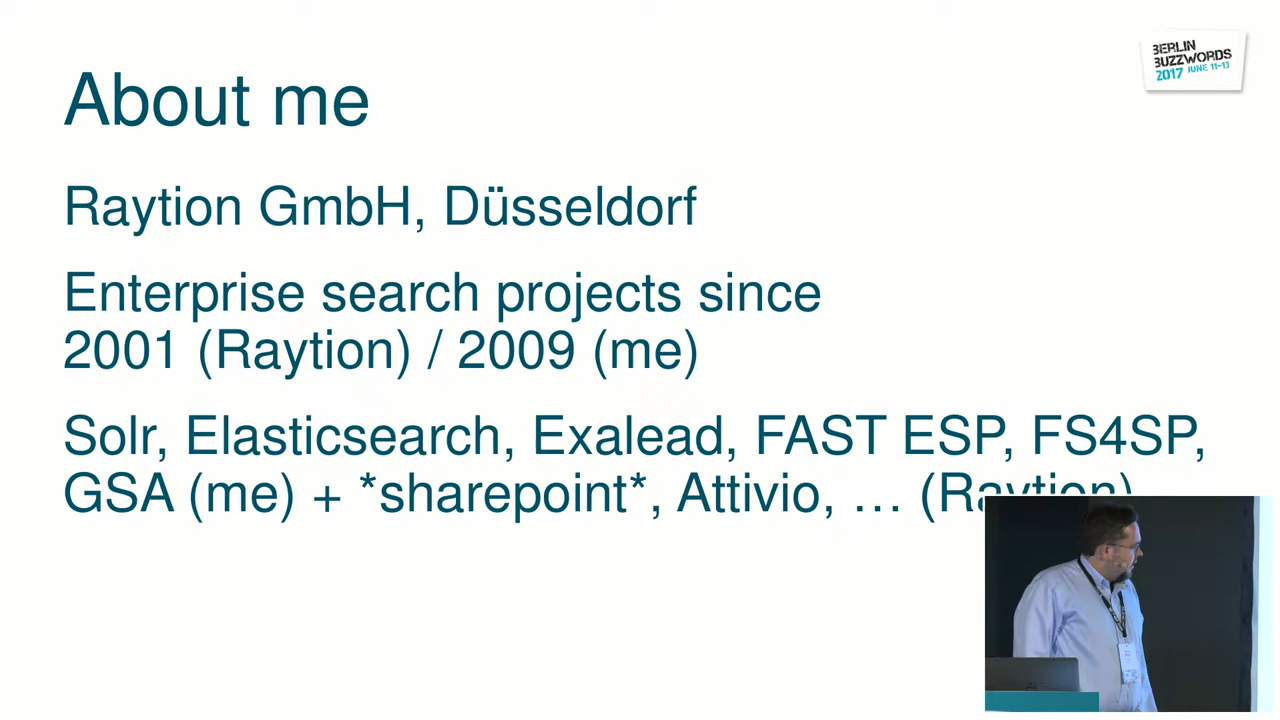 BERLIN
BUZZWORDS
2017 JUNE 11-13
About me
Raytion GmbH, Düsseldorf
Enterprise search projects since
2001 (Raytion) / 2009 (me)
Solr, Elasticsearch, Exalead, FAST ESP, FS4SP,
GSA (me) + *sharepoint*, Attivio, … (Raytion)